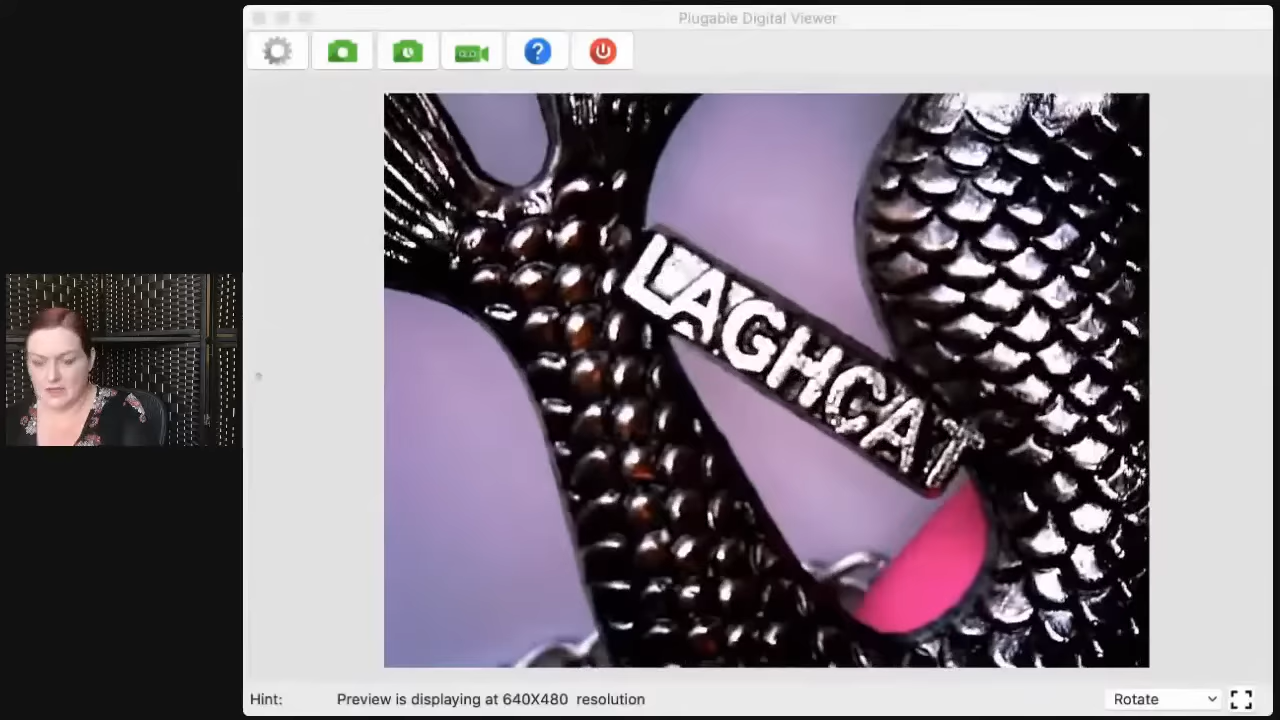 Plugable Digital Viewer
LAGHCAT
Hint: Preview is displaying at 640X480 resolution
Rotate